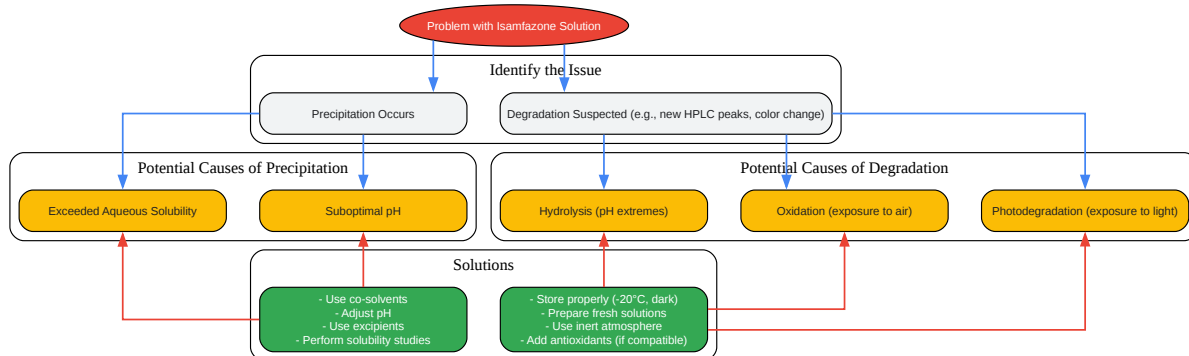 Problem with Isamfazone Solution
Identify the Issue
Precipitation Occurs
Degradation Suspected (e.g., new HPLC peaks, color change)
Potential Causes of Precipitation
Potential Causes of Degradation
Exceeded Aqueous Solubility
Suboptimal pH
Hydrolysis (pH extremes)
Oxidation (exposure to air)
Photodegradation (exposure to light)
Solutions
- Use co-solvents
- Adjust pH
- Use excipients
- Perform solubility studies
- Store properly (-20°C, dark)
- Prepare fresh solutions
- Use inert atmosphere
- Add antioxidants (if compatible)